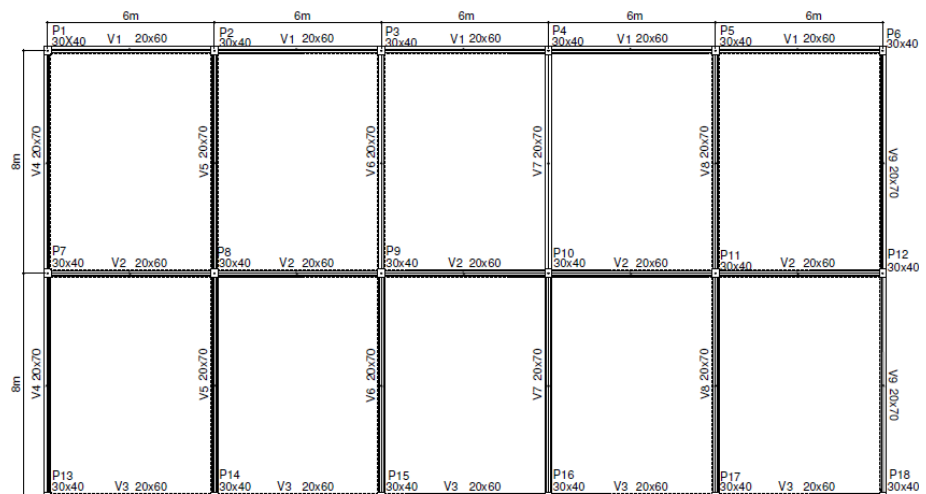 6m 6m 6m 6m 6m
P1 P2 P3 P4 P5 P6
30X40 V1 20x60 30x40 V1 20x60 30x40 V1 20x60 30x40 V1 20x60 30x40 V1 20x60 30x40
8m V4 20x70 V5 20x70 V6 20x70 V7 20x70 V8 20x70 V9 20x70
P7 P8 P9 P10 P11 P12
30x40 V2 20x60 30x40 V2 20x60 30x40 V2 20x60 30x40 V2 20x60 30x40 V2 20x60 30x40
8m V4 20x70 V5 20x70 V6 20x70 V7 20x70 V8 20x70 V9 20x70
P13 P14 P15 P16 P17 P18
30x40 V3 20x60 30x40 V3 20x60 30x40 V3 20x60 30x40 V3 20x60 30x40 V3 20x60 30x40